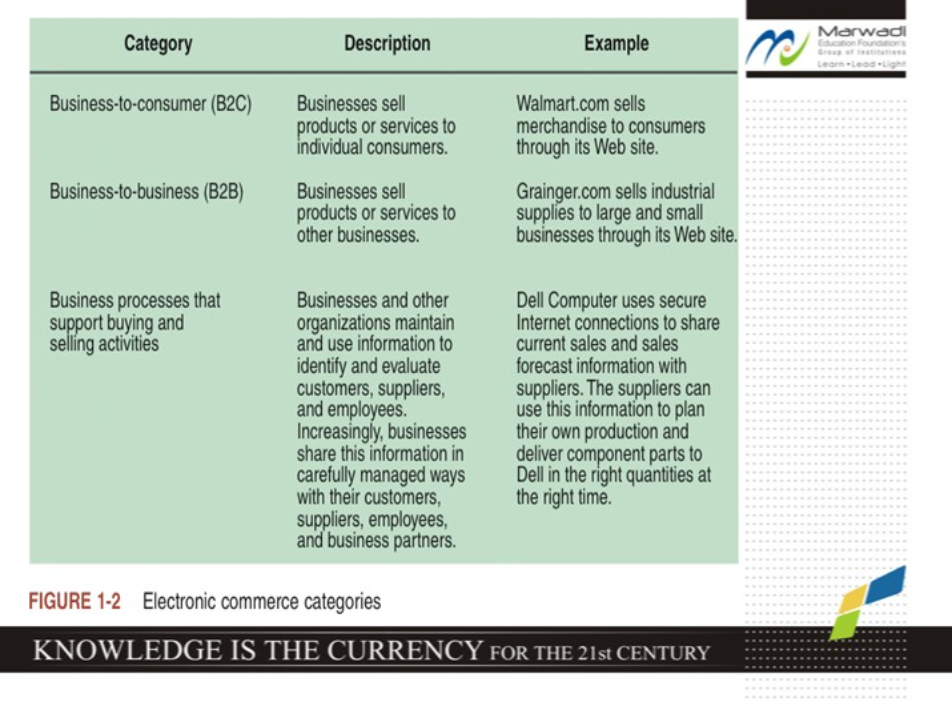 Category Description Example
Business-to-consumer (B2C)
Businesses sell
products or services to
individual consumers.
Walmart.com sells
merchandise to consumers
through its Web site.
Business-to-business (B2B)
Businesses sell
products or services to
other businesses.
Grainger.com sells industrial
supplies to large and small
businesses through its Web site.
Business processes that
support buying and
selling activities
Businesses and other
organizations maintain
and use information to
identify and evaluate
customers, suppliers,
and employees.
Increasingly, businesses
share this information in
carefully managed ways
with their customers,
suppliers, employees,
and business partners.
Dell Computer uses secure
Internet connections to share
current sales and sales
forecast information with
suppliers. The suppliers can
use this information to plan
their own production and
deliver component parts to
Dell in the right quantities at
the right time.
FIGURE 1-2 Electronic commerce categories
KNOWLEDGE IS THE CURRENCY FOR THE 21st CENTURY
Marwadi
Education Foundation's
Group of Institutions
Learn • Lead • Light